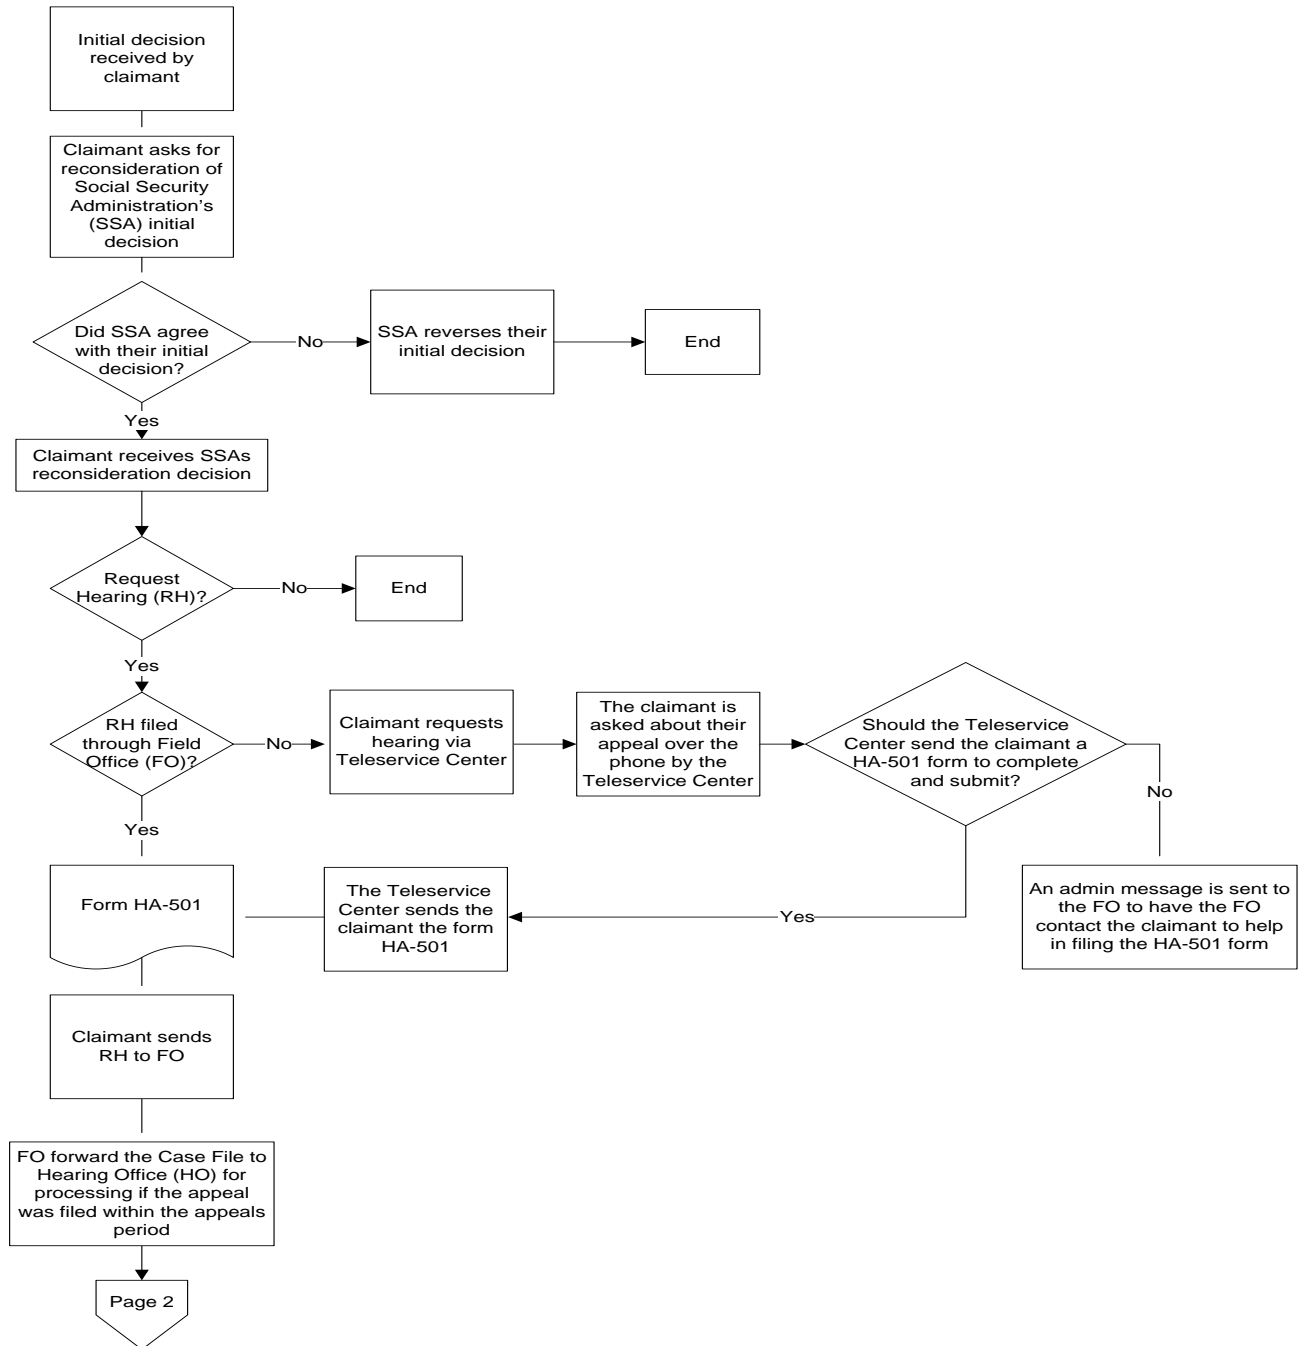 Initial decision
received by
claimant
Claimant asks for
reconsideration of
Social Security
Administration’s
(SSA) initial
decision
Did SSA agree
with their initial
decision?
No
SSA reverses their
initial decision
End
Yes
Claimant receives SSAs
reconsideration decision
Request
Hearing (RH)?
No
End
Yes
RH filed
through Field
Office (FO)?
No
Claimant requests
hearing via
Teleservice Center
The claimant is
asked about their
appeal over the
phone by the
Teleservice Center
Should the Teleservice
Center send the claimant a
HA-501 form to complete
and submit?
No
Yes
Form HA-501
The Teleservice
Center sends the
claimant the form
HA-501
Yes
An admin message is sent to
the FO to have the FO
contact the claimant to help
in filing the HA-501 form
Claimant sends
RH to FO
FO forward the Case File to
Hearing Office (HO) for
processing if the appeal
was filed within the appeals
period
Page 2